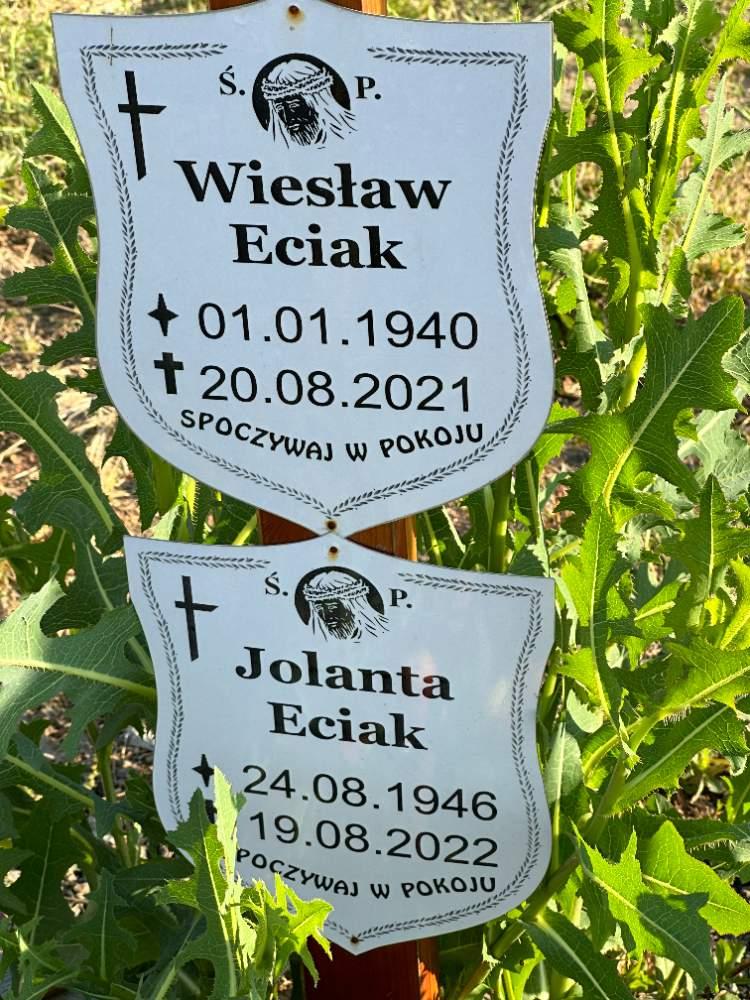 Ś. P.
Wiesław
Eciak
01.01.1940
20.08.2021
SPOCZYWAJ W POKOJU
Ś. P.
Jolanta
Eciak
24.08.1946
19.08.2022
POCZYWAJ W POKOJU